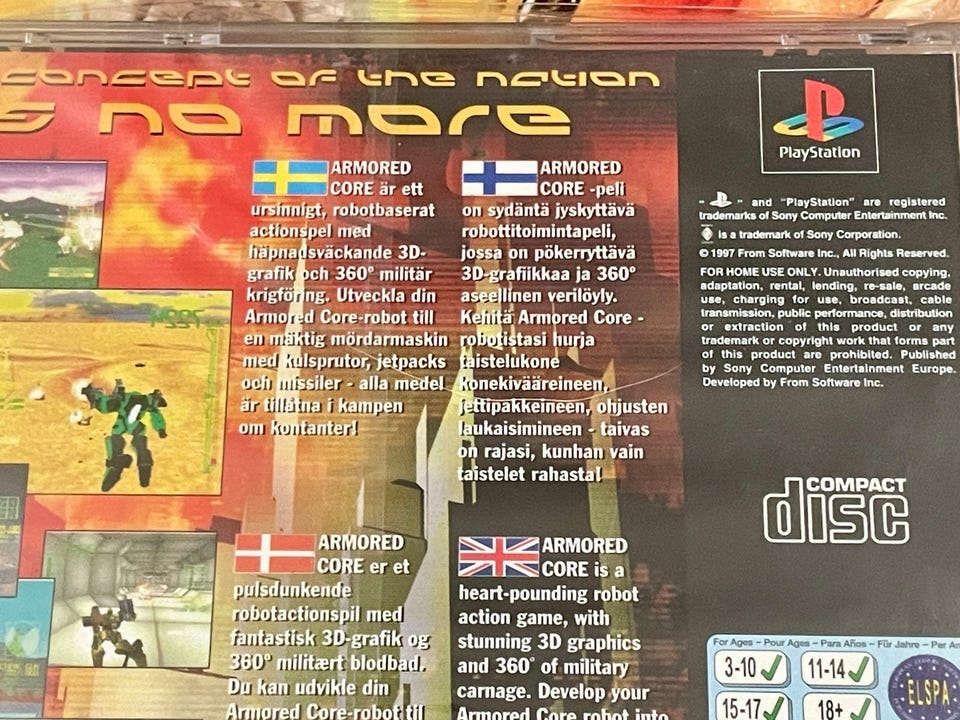 concept of the nation
s no more
ARMORED
CORE är ett
ursinnigt, robotbaserat
actionspel med
häpnadsväckande 3D-
grafik och 360° militär
krigföring. Utveckla din
Armored Core-robot till
en mäktig mördarmaskin
med kulsprutor, jetpacks
och missiler - alla medel
är tillåtna i kampen
om kontanter!
ARMORED
CORE -peli
on sydäntä jyskyttävä
robottitoimintapeli,
jossa on pökerryttävä
3D-grafiikkaa ja 360°
aseellinen verilöyly.
Kehitä Armored Core -
robotistasi hurja
taistelukone
konekivääreineen,
jettipakkeineen, ohjusten
laukaisimineen - taivas
on rajasi, kunhan vain
taistelet rahasta!
ARMORED
CORE er et
pulsdunkende
robotactionspil med
fantastisk 3D-grafik og
360° militært blodbad.
Du kan udvikle din
Armored Core-robot til
ARMORED
CORE is a
heart-pounding robot
action game, with
stunning 3D graphics
and 360° of military
carnage. Develop your
Armored Core robot into
PlayStation
" " and "PlayStation" are registered
trademarks of Sony Computer Entertainment Inc.
is a trademark of Sony Corporation.
© 1997 From Software Inc., All Rights Reserved.
FOR HOME USE ONLY. Unauthorised copying,
adaptation, rental, lending, re-sale, arcade
use, charging for use, broadcast, cable
transmission, public performance, distribution
or extraction of this product or any
trademark or copyright work that forms part
of this product are prohibited. Published
by Sony Computer Entertainment Europe.
Developed by From Software Inc.
COMPACT
disc
For Ages – Pour Ages – Para Años – Für Jahre – Per An
3-10 11-14
15-17 18+
ELSPA